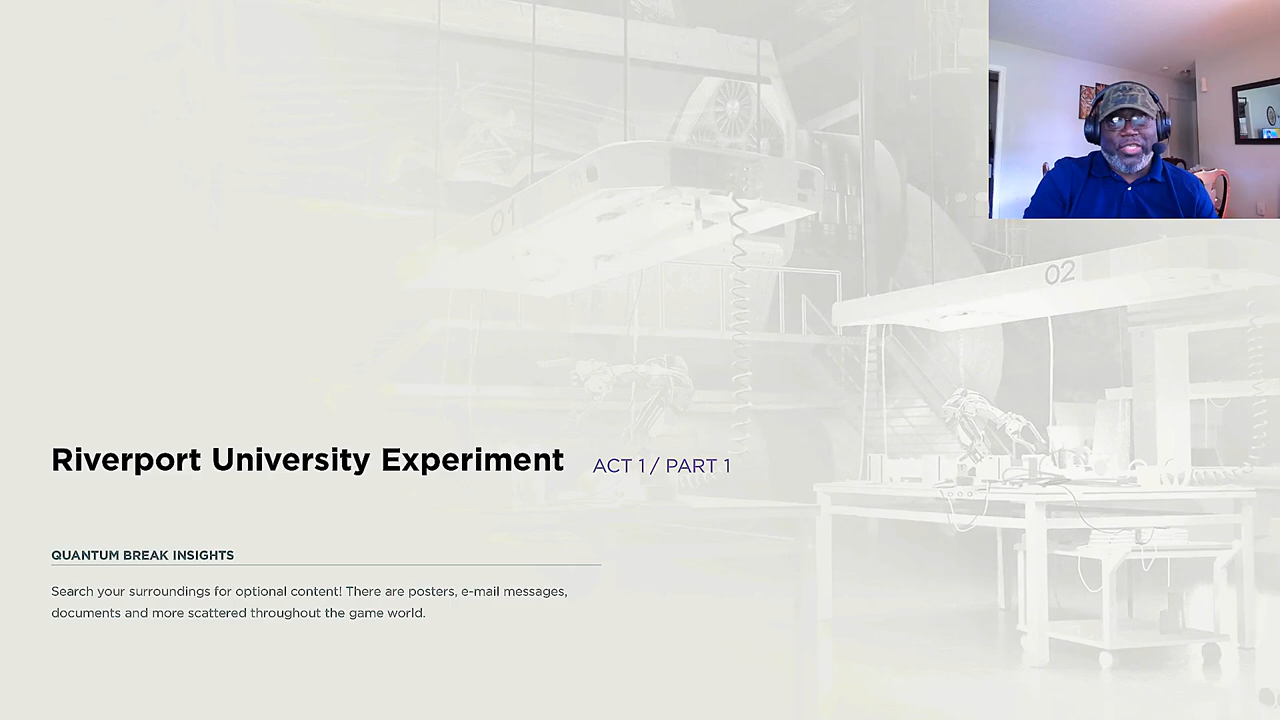 01
02
Riverport University Experiment ACT 1 / PART 1
QUANTUM BREAK INSIGHTS
Search your surroundings for optional content! There are posters, e-mail messages,
documents and more scattered throughout the game world.